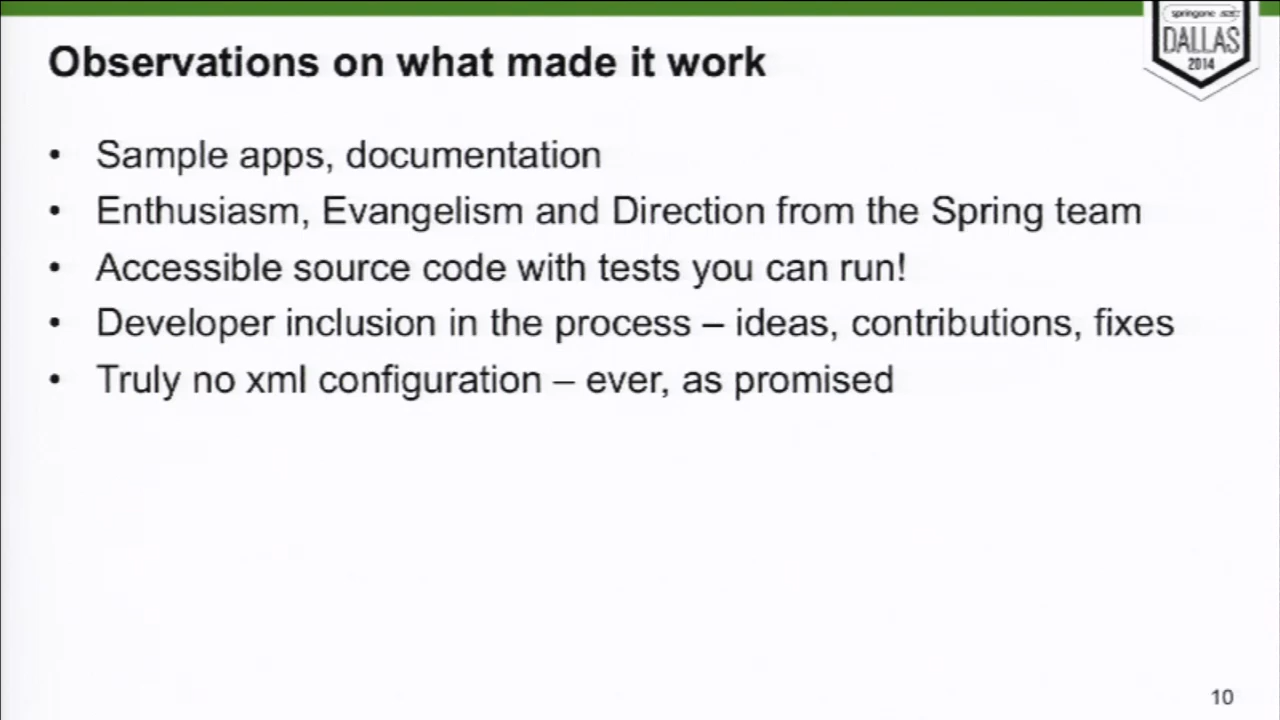 springone 2GX
DALLAS
2014
Observations on what made it work
• Sample apps, documentation
• Enthusiasm, Evangelism and Direction from the Spring team
• Accessible source code with tests you can run!
• Developer inclusion in the process – ideas, contributions, fixes
• Truly no xml configuration – ever, as promised
10